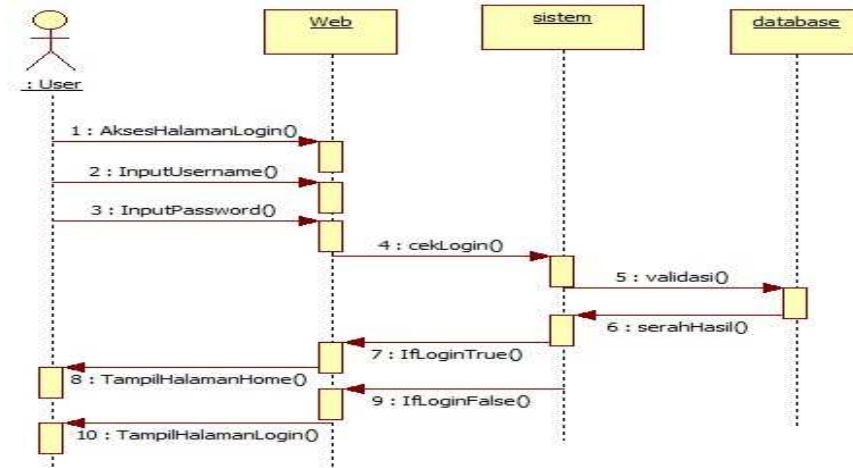 Web
sistem
database
: User
1 : AksesHalamanLogin()
2 : InputUsername()
3 : InputPassword()
4 : cekLogin()
5 : validasi()
6 : serahHasil()
7 : IfLoginTrue()
8 : TampilHalamanHome()
9 : IfLoginFalse()
10 : TampilHalamanLogin()